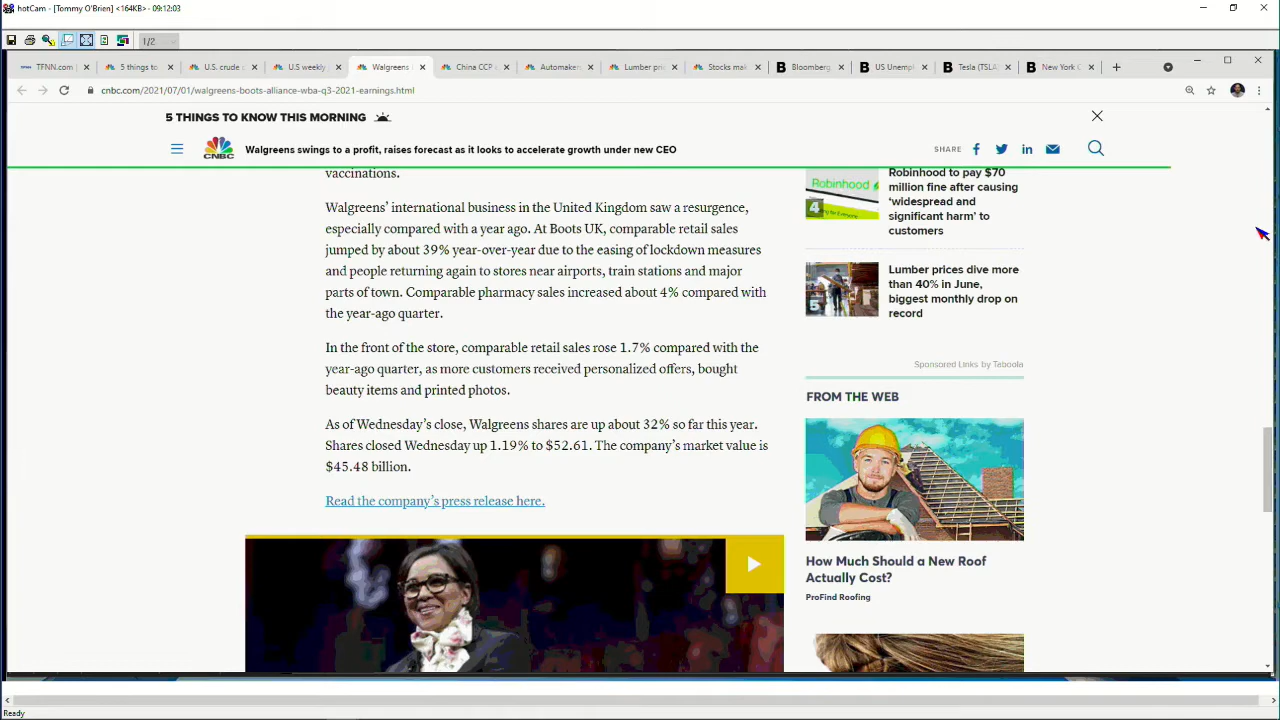 hotCam - [Tommy O'Brien] <164KB> - 09:12:03
1/2
TFNN.com
5 things to
U.S. crude
U.S weekly
Walgreens
China CCP
Automakers
Lumber pric
Stocks mak
Bloomberg
US Unempl
Tesla (TSLA
New York C
cnbc.com/2021/07/01/walgreens-boots-alliance-wba-q3-2021-earnings.html
5 THINGS TO KNOW THIS MORNING
CNBC
Walgreens swings to a profit, raises forecast as it looks to accelerate growth under new CEO
SHARE
vaccinations.
Walgreens' international business in the United Kingdom saw a resurgence,
especially compared with a year ago. At Boots UK, comparable retail sales
jumped by about 39% year-over-year due to the easing of lockdown measures
and people returning again to stores near airports, train stations and major
parts of town. Comparable pharmacy sales increased about 4% compared with
the year-ago quarter.
In the front of the store, comparable retail sales rose 1.7% compared with the
year-ago quarter, as more customers received personalized offers, bought
beauty items and printed photos.
As of Wednesday's close, Walgreens shares are up about 32% so far this year.
Shares closed Wednesday up 1.19% to $52.61. The company's market value is
$45.48 billion.
Read the company's press release here.
Robinhood
4
Robinhood to pay $70
million fine after causing
'widespread and
significant harm' to
customers
5
Lumber prices dive more
than 40% in June,
biggest monthly drop on
record
Sponsored Links by Taboola
FROM THE WEB
How Much Should a New Roof
Actually Cost?
ProFind Roofing
Ready